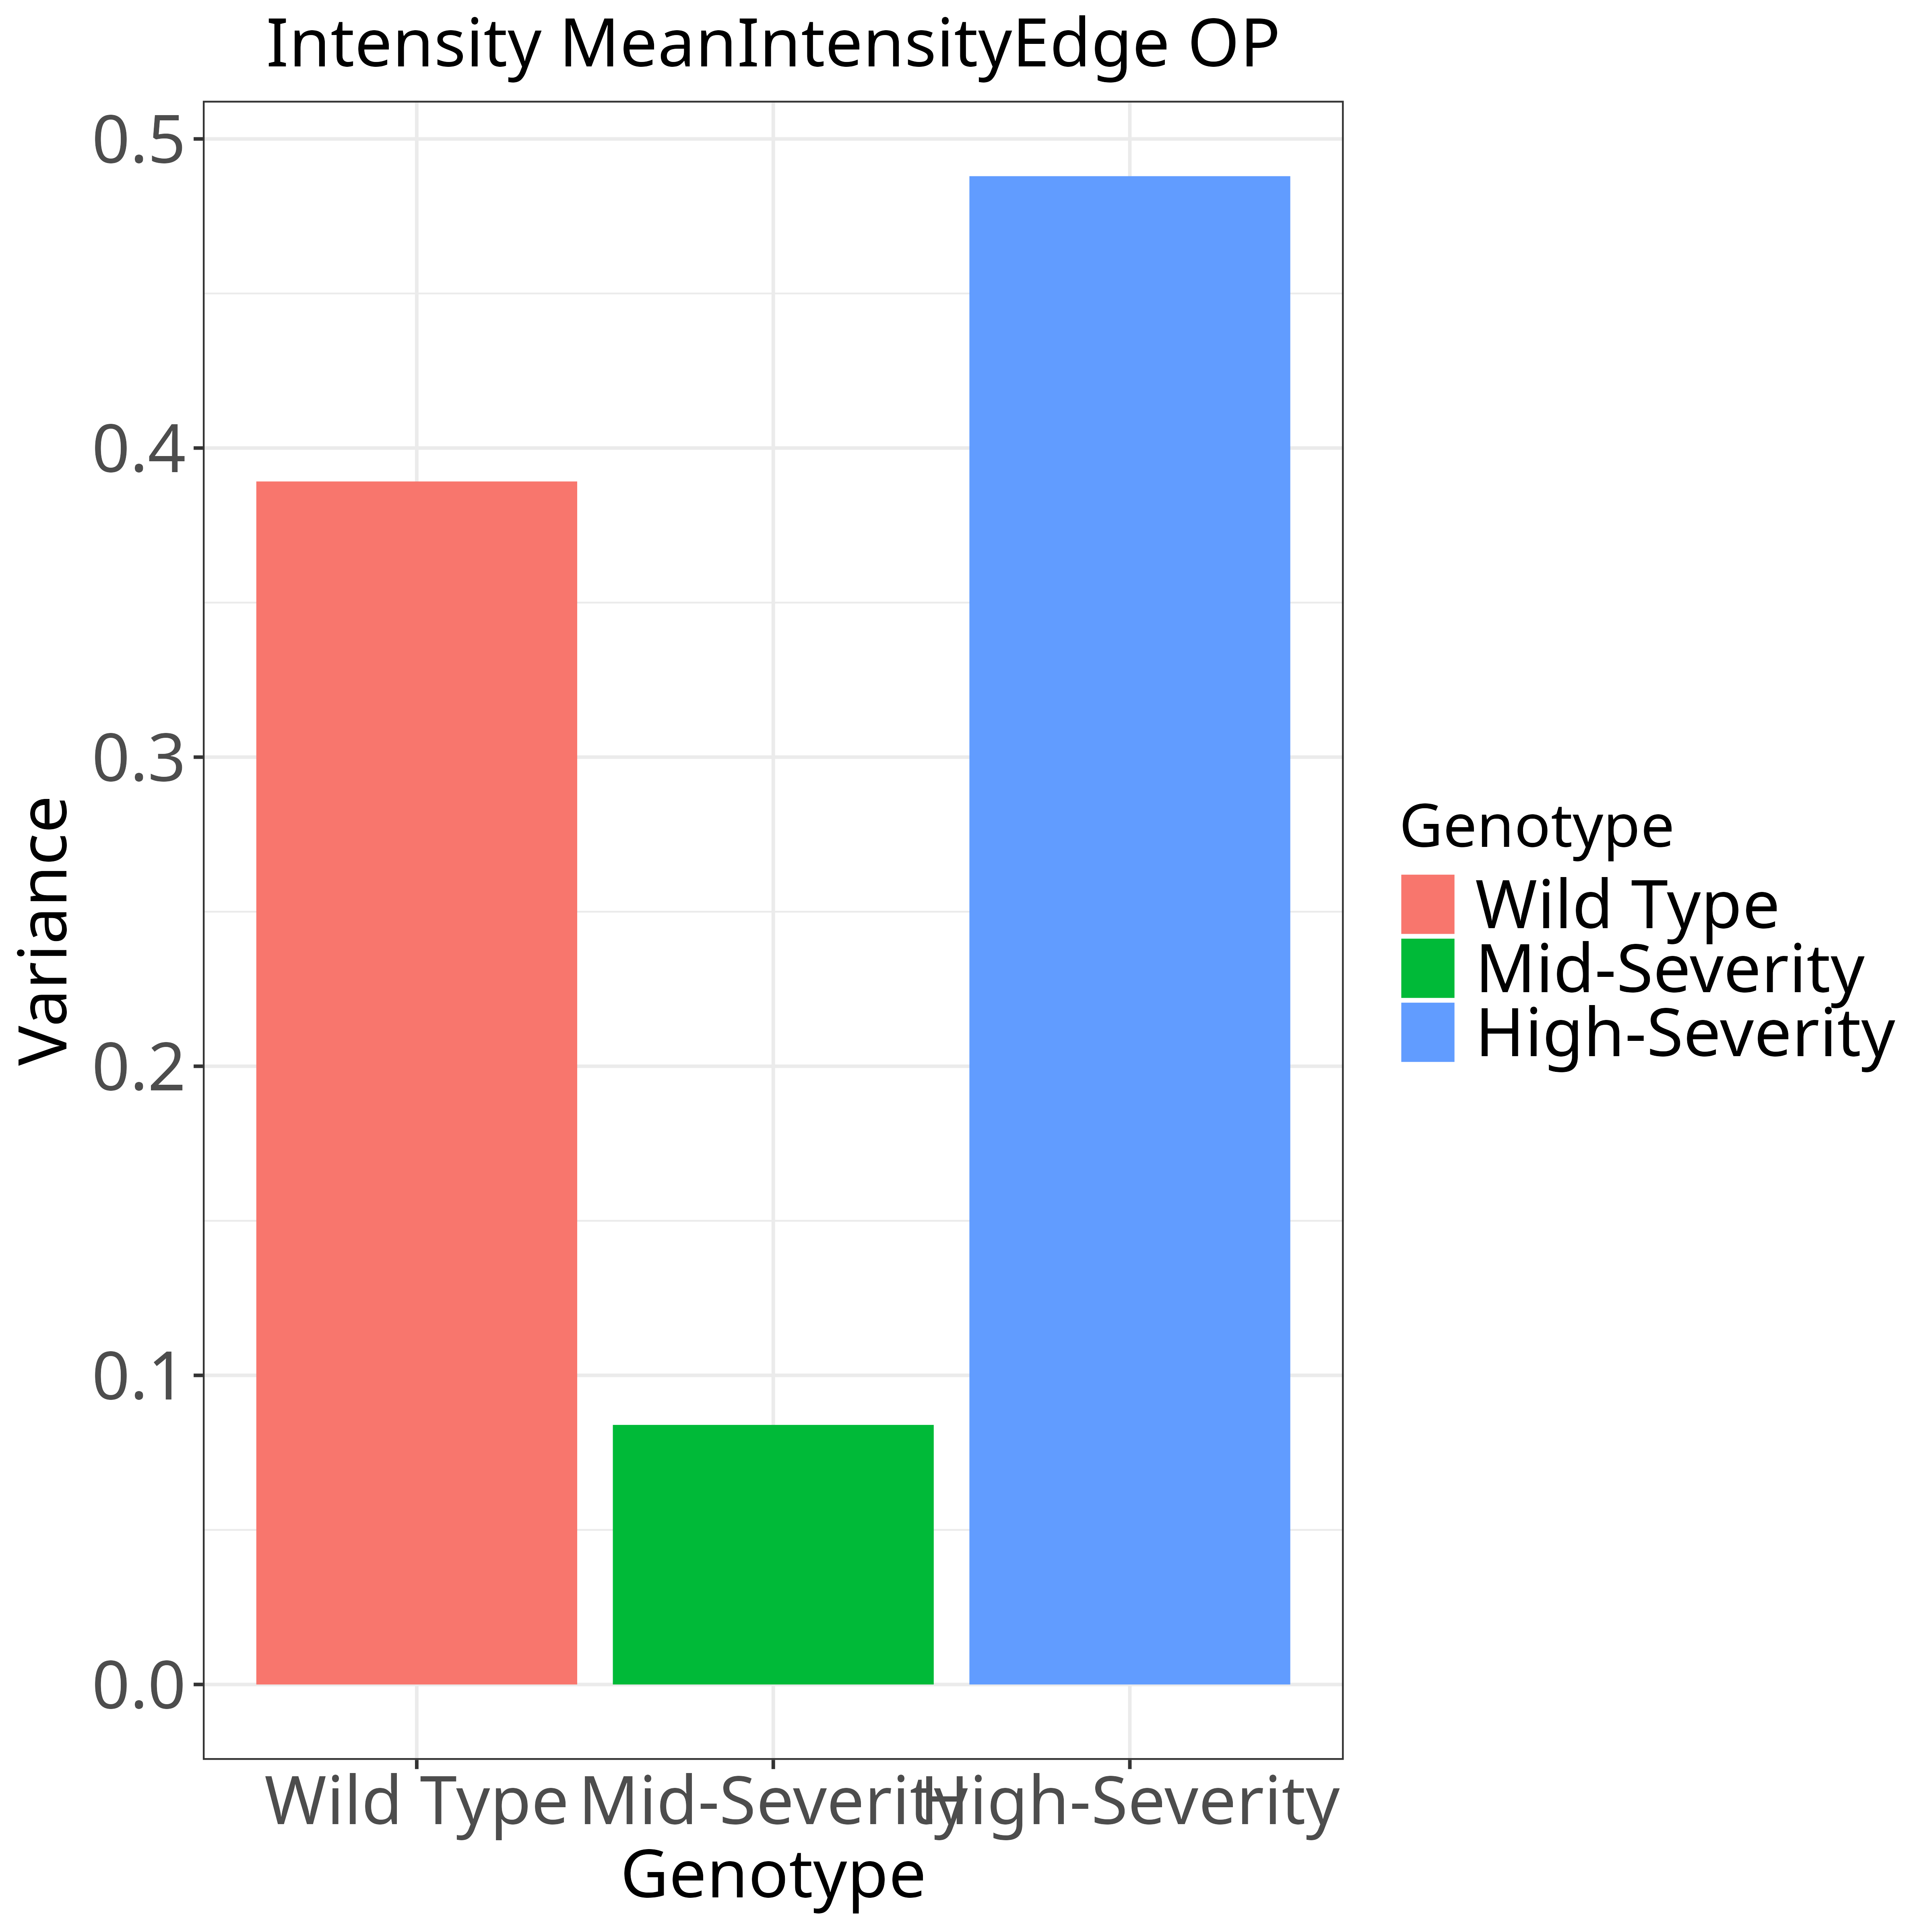 Intensity MeanIntensityEdge OP
Variance
0.5
0.4
0.3
0.2
0.1
0.0
Wild Type Mid-Severity High-Severity
Genotype
Genotype
Wild Type
Mid-Severity
High-Severity